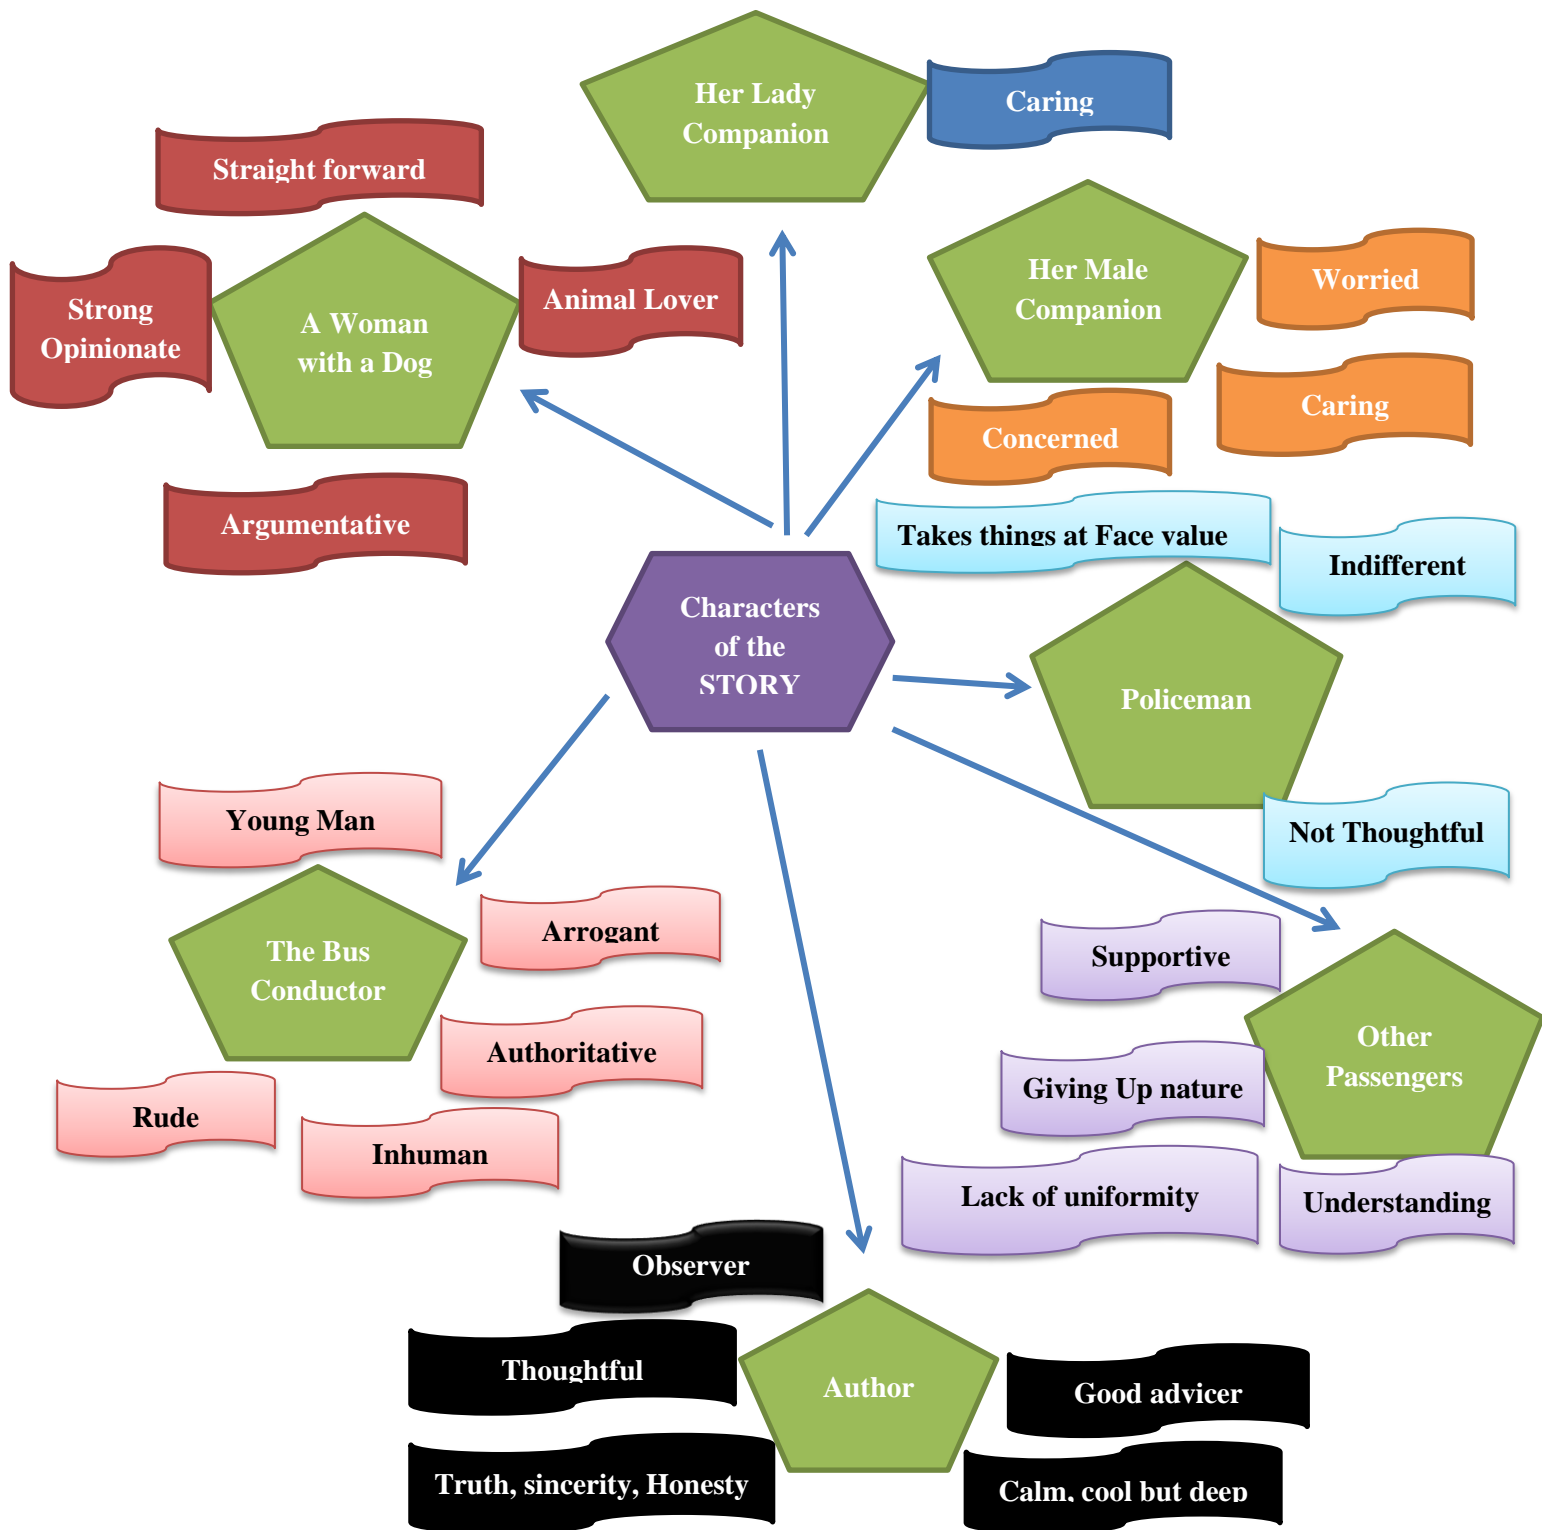 Her Lady
Companion
Caring
Straight forward
Strong
Opinionate
A Woman
with a Dog
Animal Lover
Argumentative
Her Male
Companion
Worried
Caring
Concerned
Takes things at Face value
Indifferent
Policeman
Not Thoughtful
Characters
of the
STORY
Young Man
The Bus
Conductor
Arrogant
Authoritative
Rude
Inhuman
Supportive
Other
Passengers
Giving Up nature
Lack of uniformity
Understanding
Observer
Thoughtful
Author
Good advicer
Truth, sincerity, Honesty
Calm, cool but deep